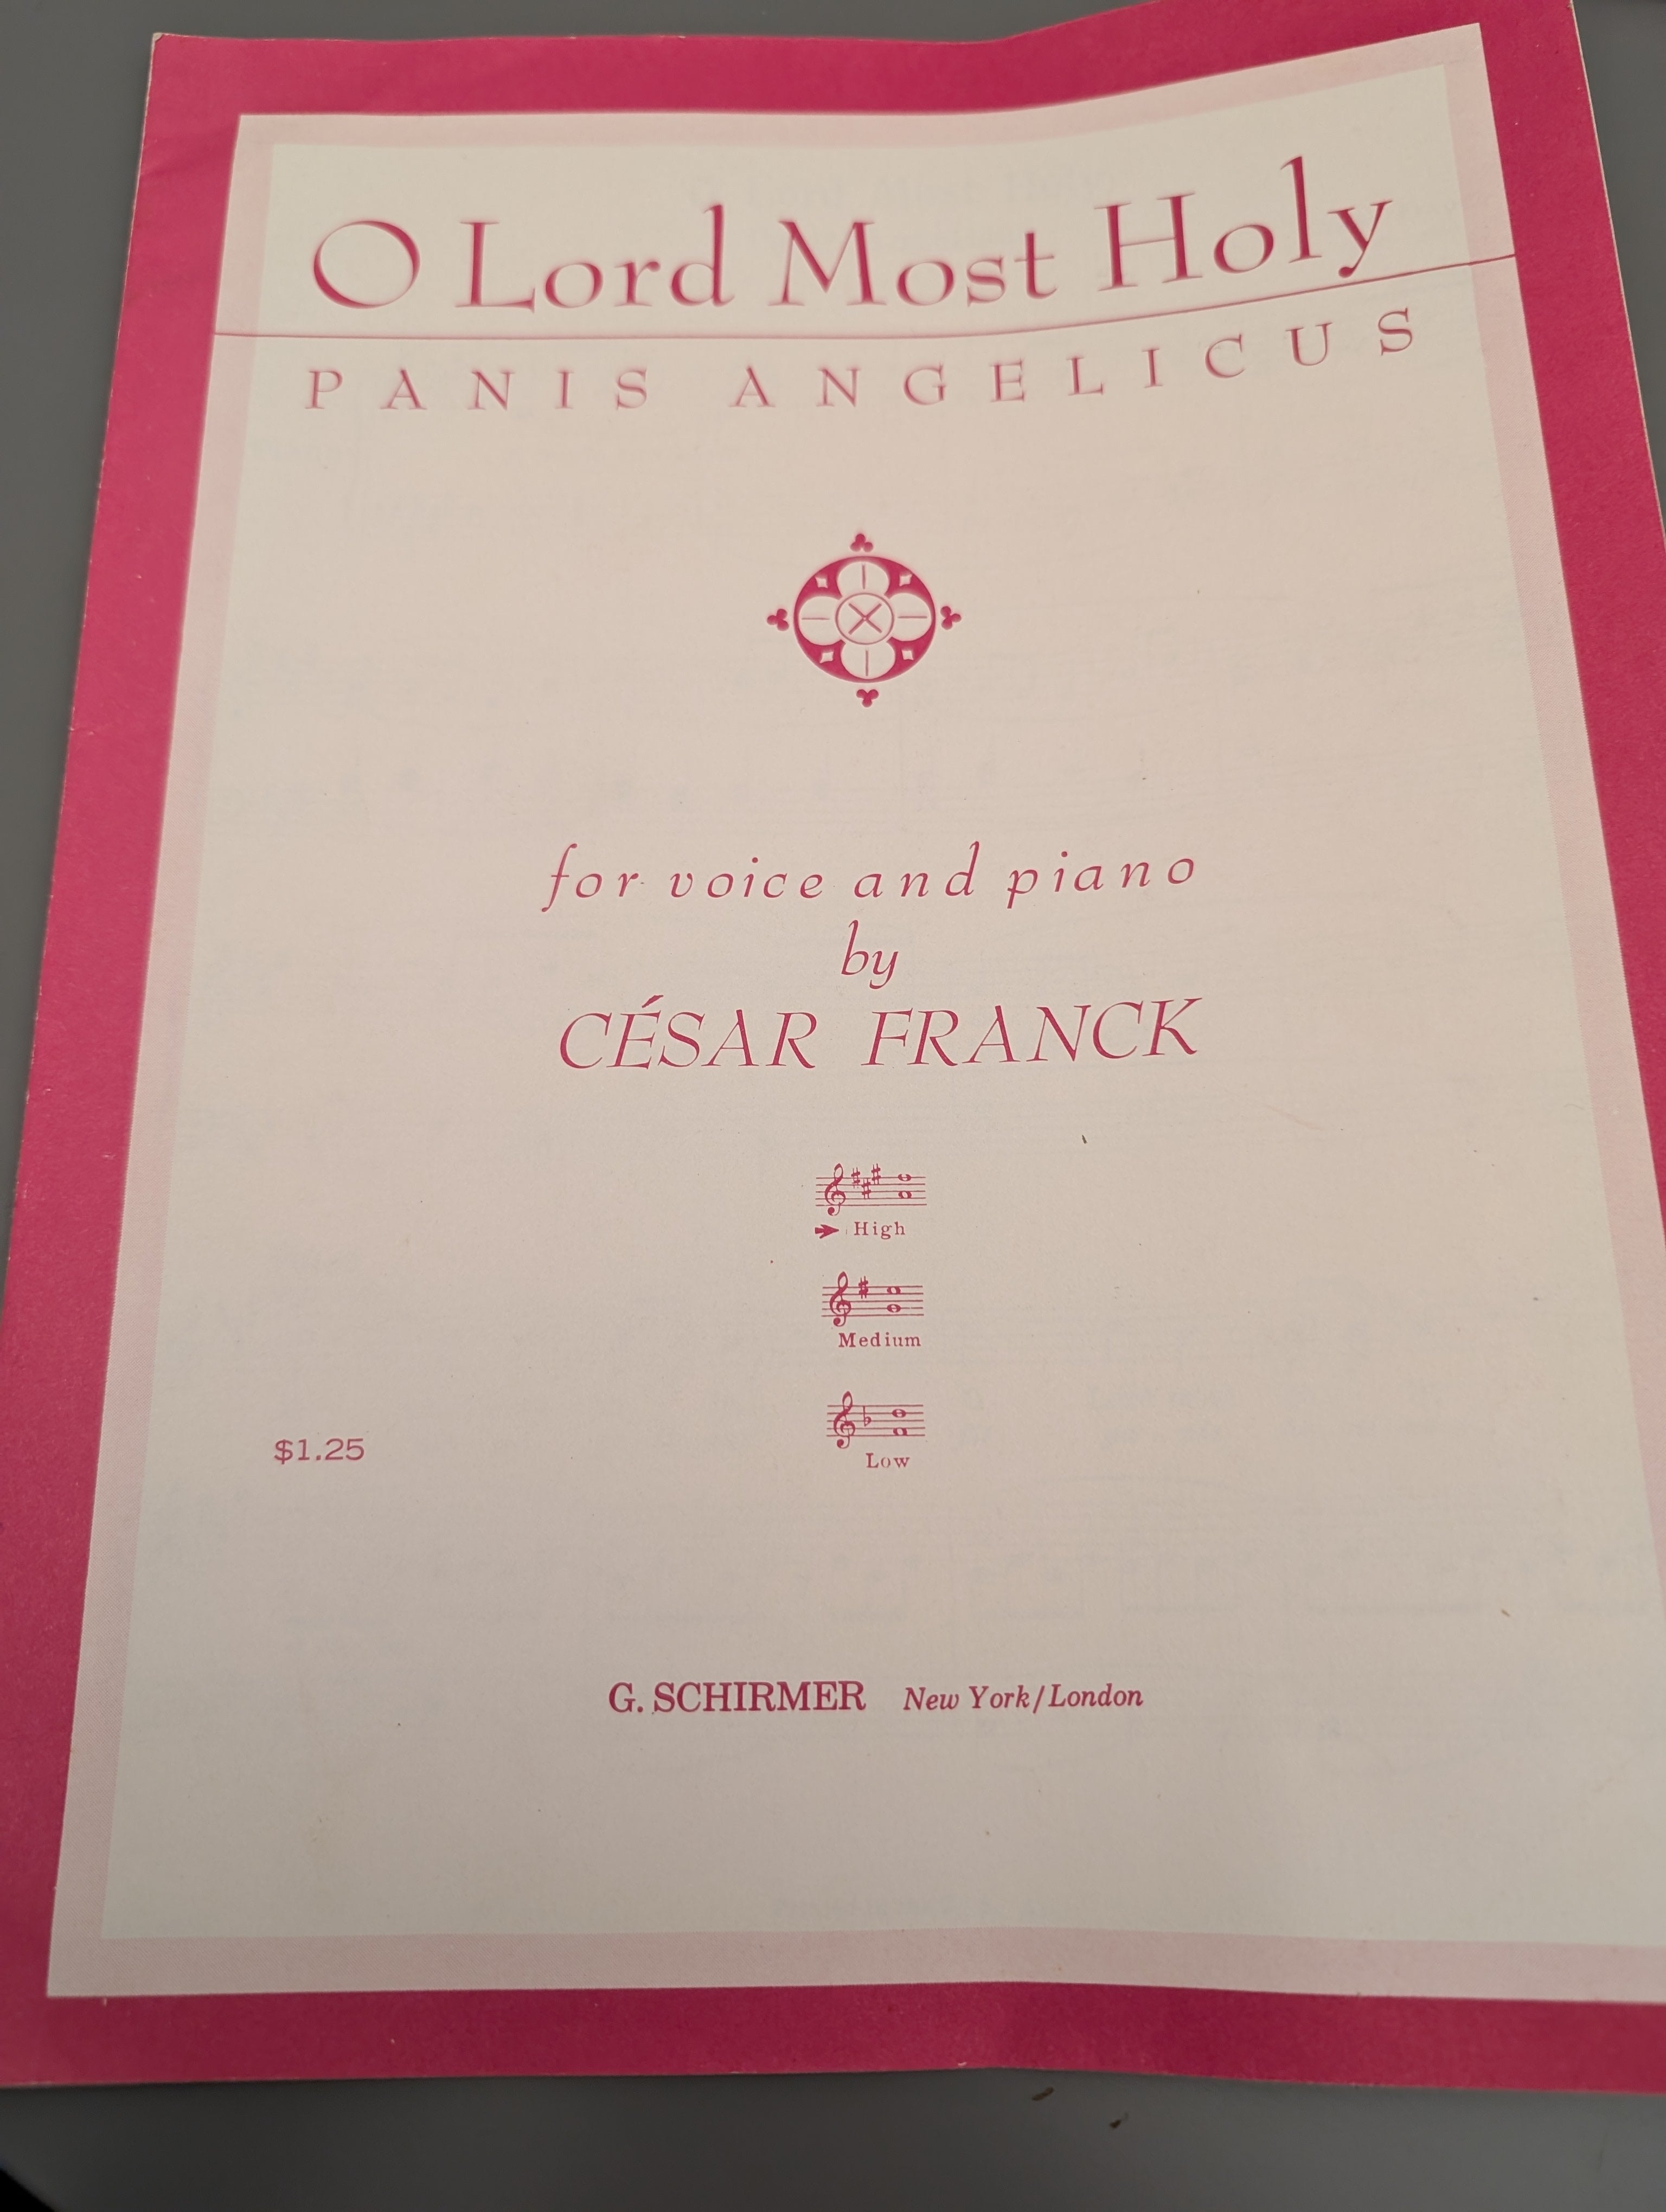 O Lord Most Holy
PANIS ANGELICUS
for voice and piano
by
CÉSAR FRANCK
High
Medium
Low
$1.25
G. SCHIRMER New York/London